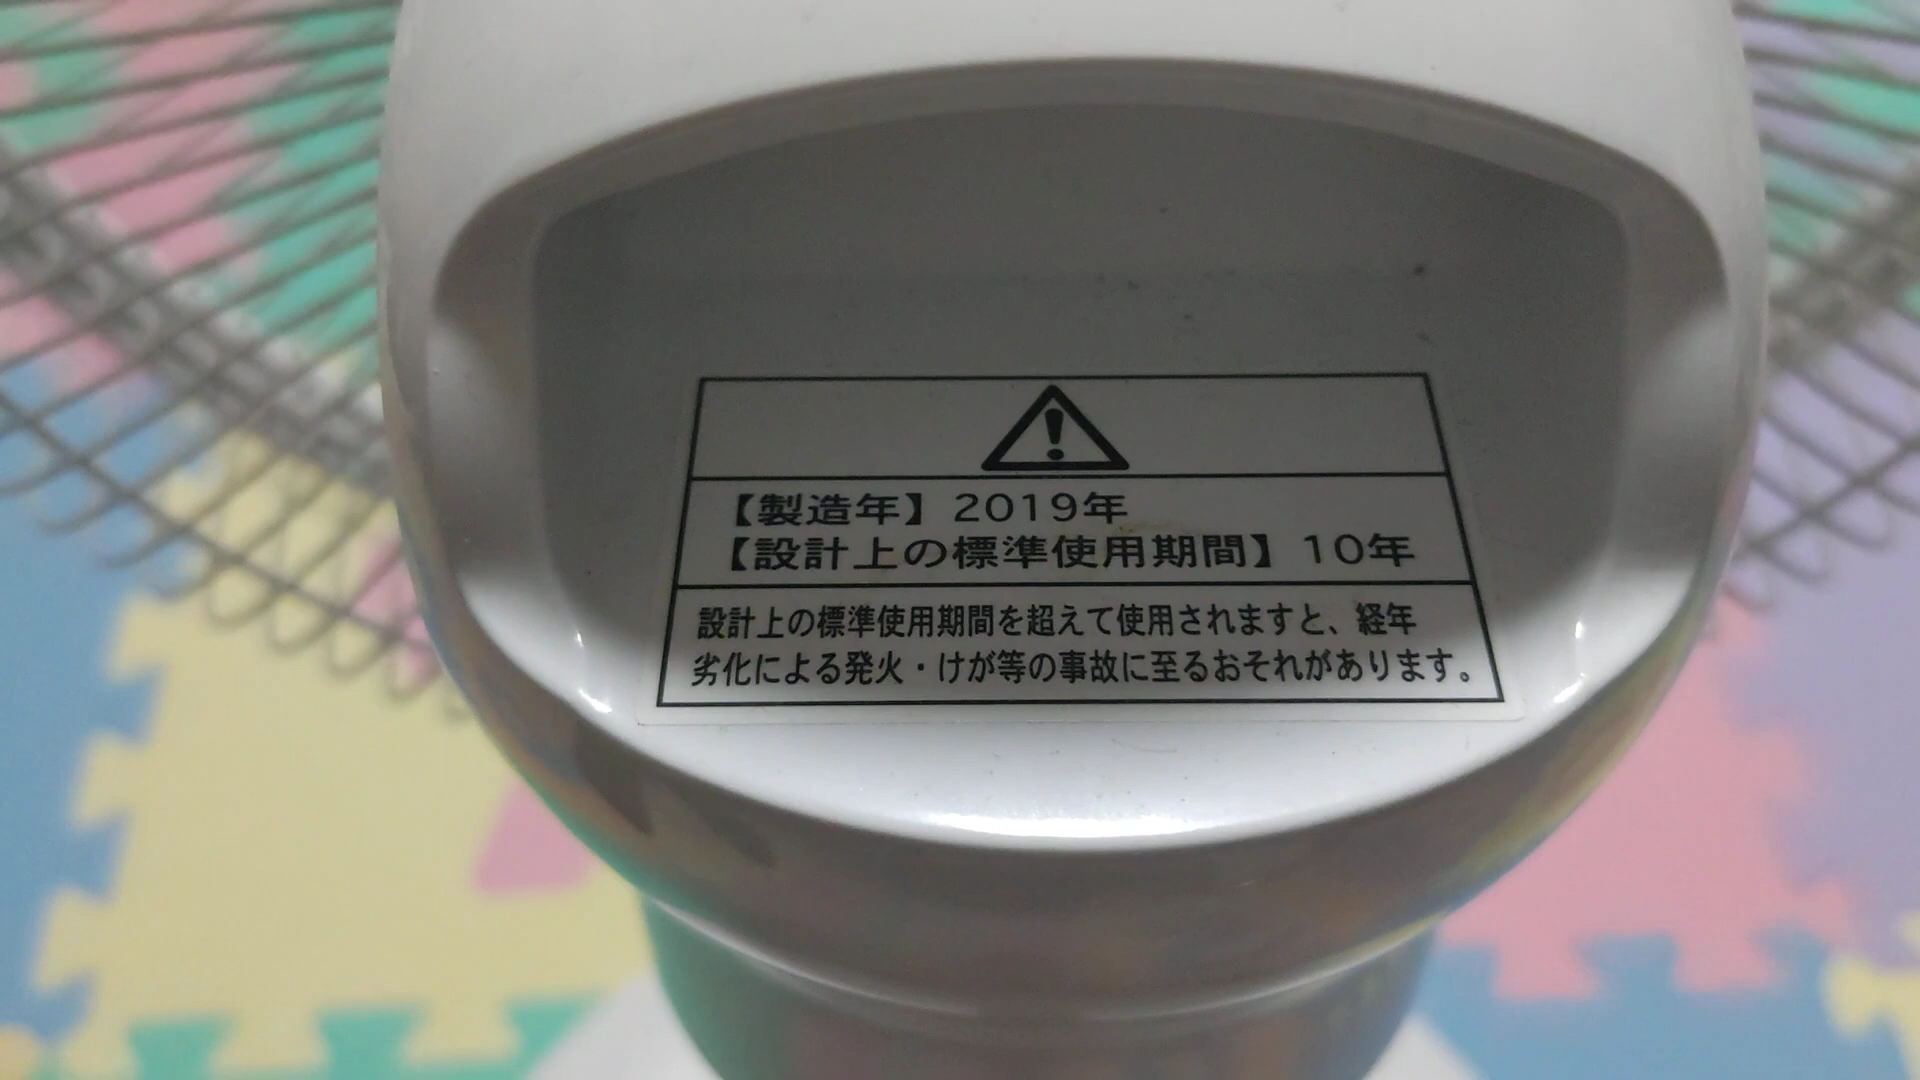 【製造年】2019年
【設計上の標準使用期間】10年
設計上の標準使用期間を超えて使用されますと、経年
劣化による発火・けが等の事故に至るおそれがあります。